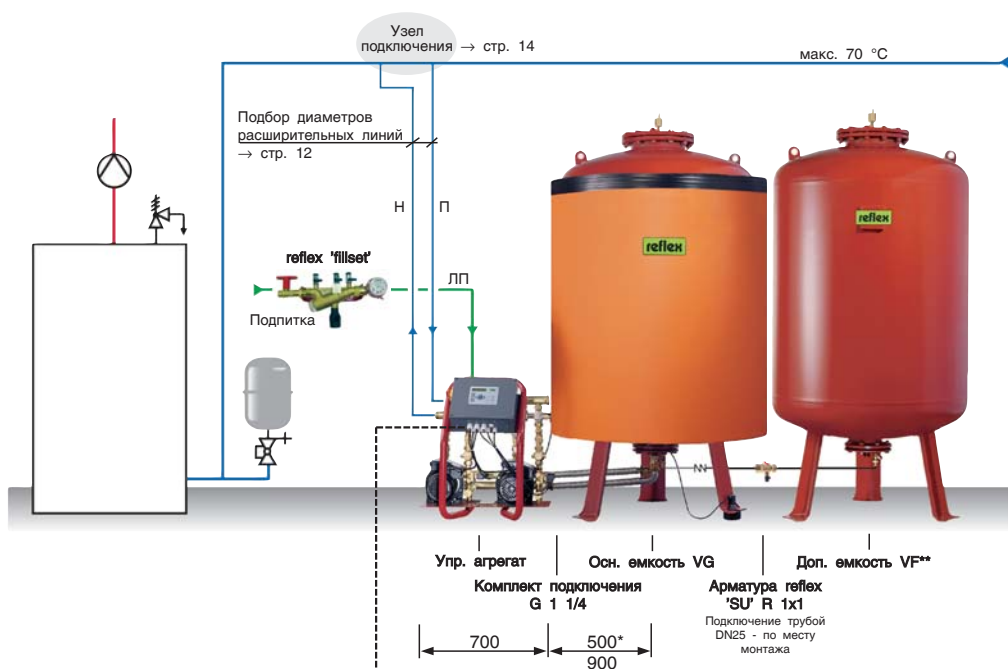 Узел
подключения → стр. 14
макс. 70 °C
Подбор диаметров
расширительных линий
→ стр. 12
Н
П
reflex 'fillset'
ЛП
Подпитка
reflex
reflex
Упр. агрегат
Осн. емкость VG
Доп. емкость VF**
Комплект подключения
G 1 1/4
Арматура reflex
'SU' R 1x1
Подключение трубой
DN25 - по месту
монтажа
700
500*
900